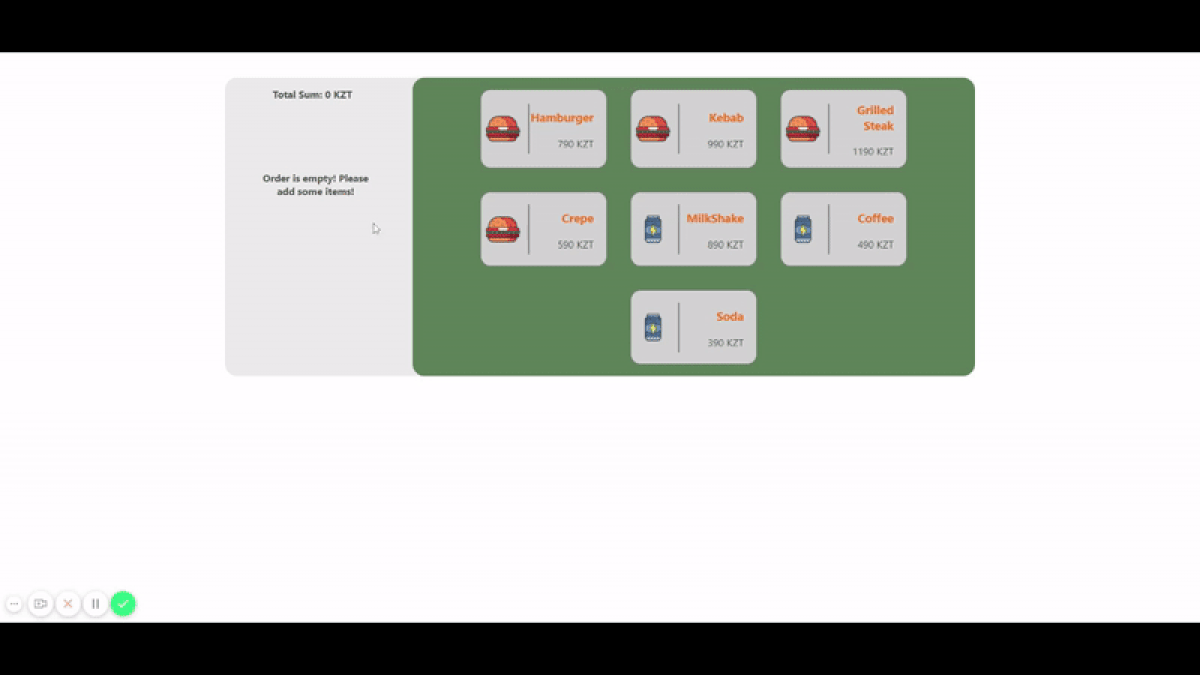 Total Sum: 0 KZT
Order is empty! Please
add some items!
Hamburger
790 KZT
Kebab
990 KZT
Grilled
Steak
1190 KZT
Crepe
590 KZT
MilkShake
890 KZT
Coffee
490 KZT
Soda
390 KZT